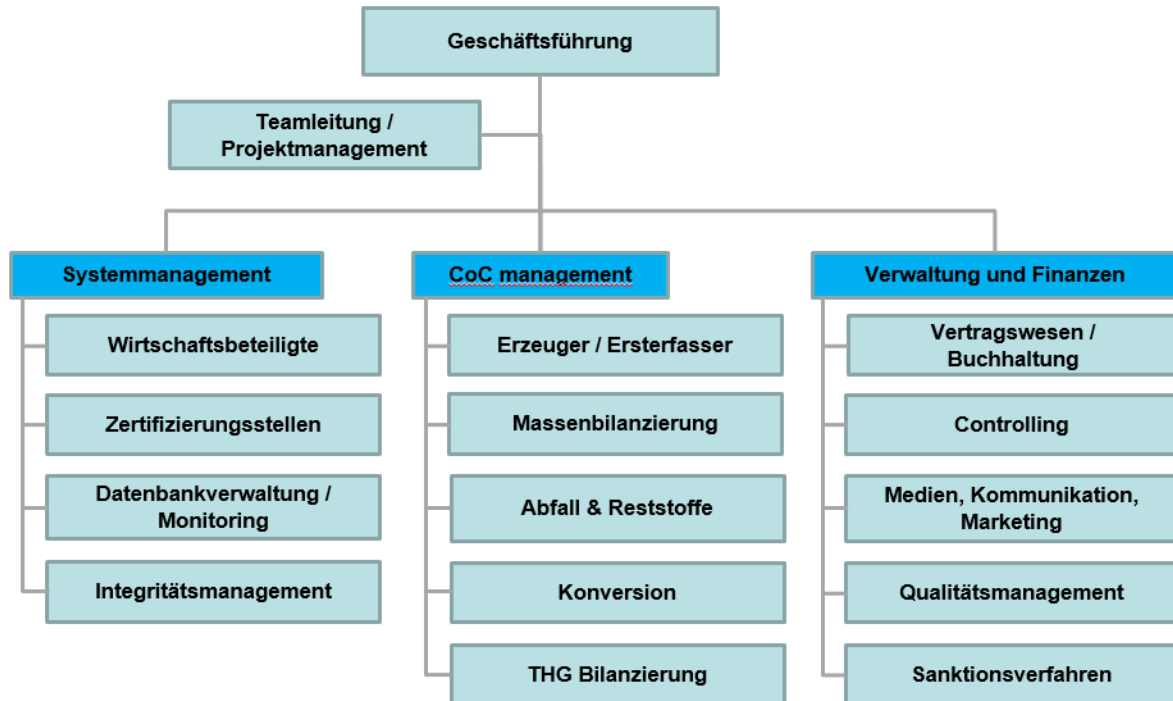 Geschäftsführung
Teamleitung /
Projektmanagement
Systemmanagement
Wirtschaftsbeteiligte
Zertifizierungsstellen
Datenbankverwaltung /
Monitoring
Integritätsmanagement
CoC management
Erzeuger / Ersterfasser
Massenbilanzierung
Abfall & Reststoffe
Konversion
THG Bilanzierung
Verwaltung und Finanzen
Vertragswesen /
Buchhaltung
Controlling
Medien, Kommunikation,
Marketing
Qualitätsmanagement
Sanktionsverfahren